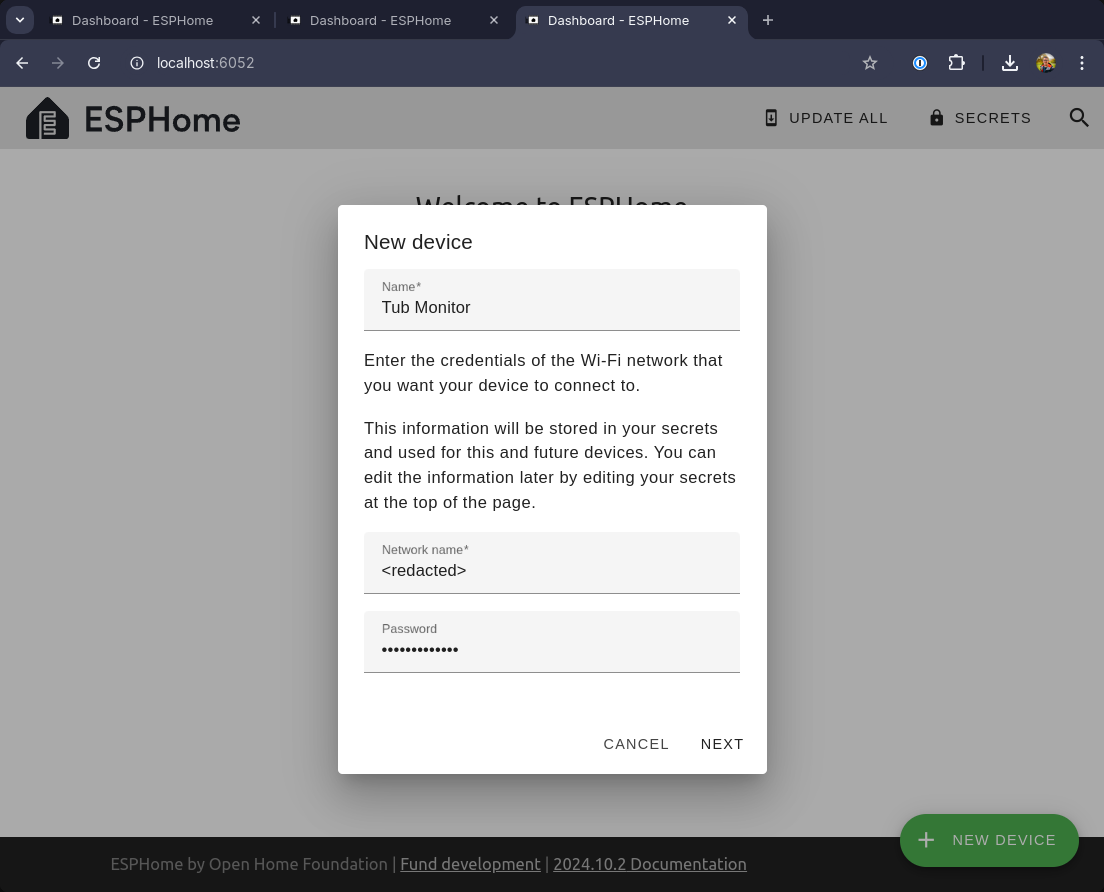 Dashboard - ESPHome
Dashboard - ESPHome
Dashboard - ESPHome
localhost:6052
ESPHome
UPDATE ALL
SECRETS
Welcome to ESPHome
New device
Name*
Tub Monitor
Enter the credentials of the Wi-Fi network that
you want your device to connect to.
This information will be stored in your secrets
and used for this and future devices. You can
edit the information later by editing your secrets
at the top of the page.
Network name*
<redacted>
Password
•••••••••••••
CANCEL
NEXT
NEW DEVICE
ESPHome by Open Home Foundation | Fund development | 2024.10.2 Documentation